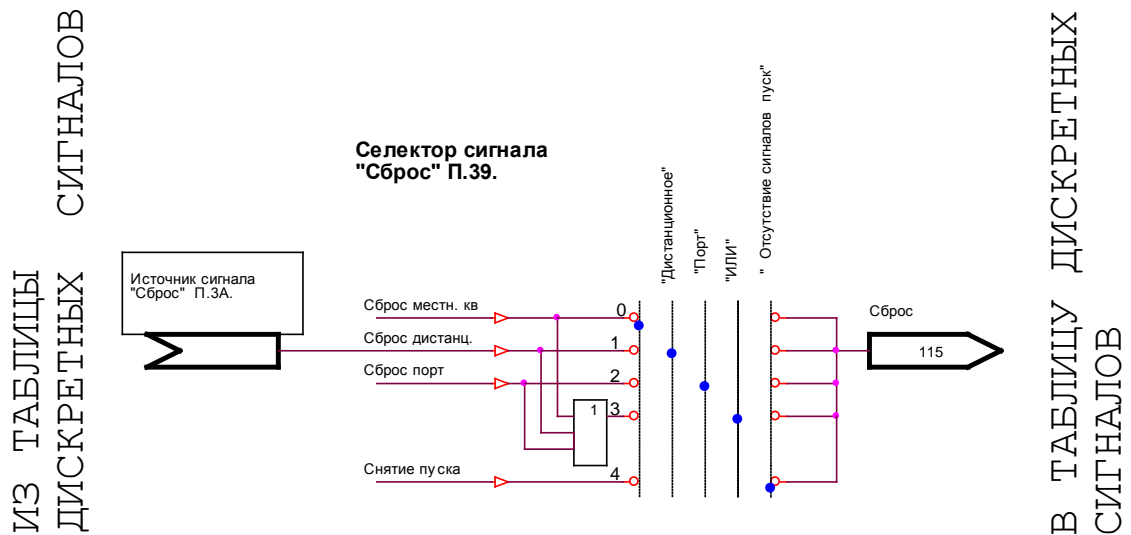 ИЗ ТАБЛИЦЫ
ДИСКРЕТНЫХ СИГНАЛОВ
Селектор сигнала
"Сброс" П.39.
Источник сигнала
"Сброс" П.3А.
Сброс местн. кв
0
Сброс дистанц.
1
Сброс порт
2
1
3
Снятие пуска
4
"Дистанционное"
"Порт"
"ИЛИ"
" Отсутствие сигналов пуск"
Сброс
115
В ТАБЛИЦУ ДИСКРЕТНЫХ
СИГНАЛОВ